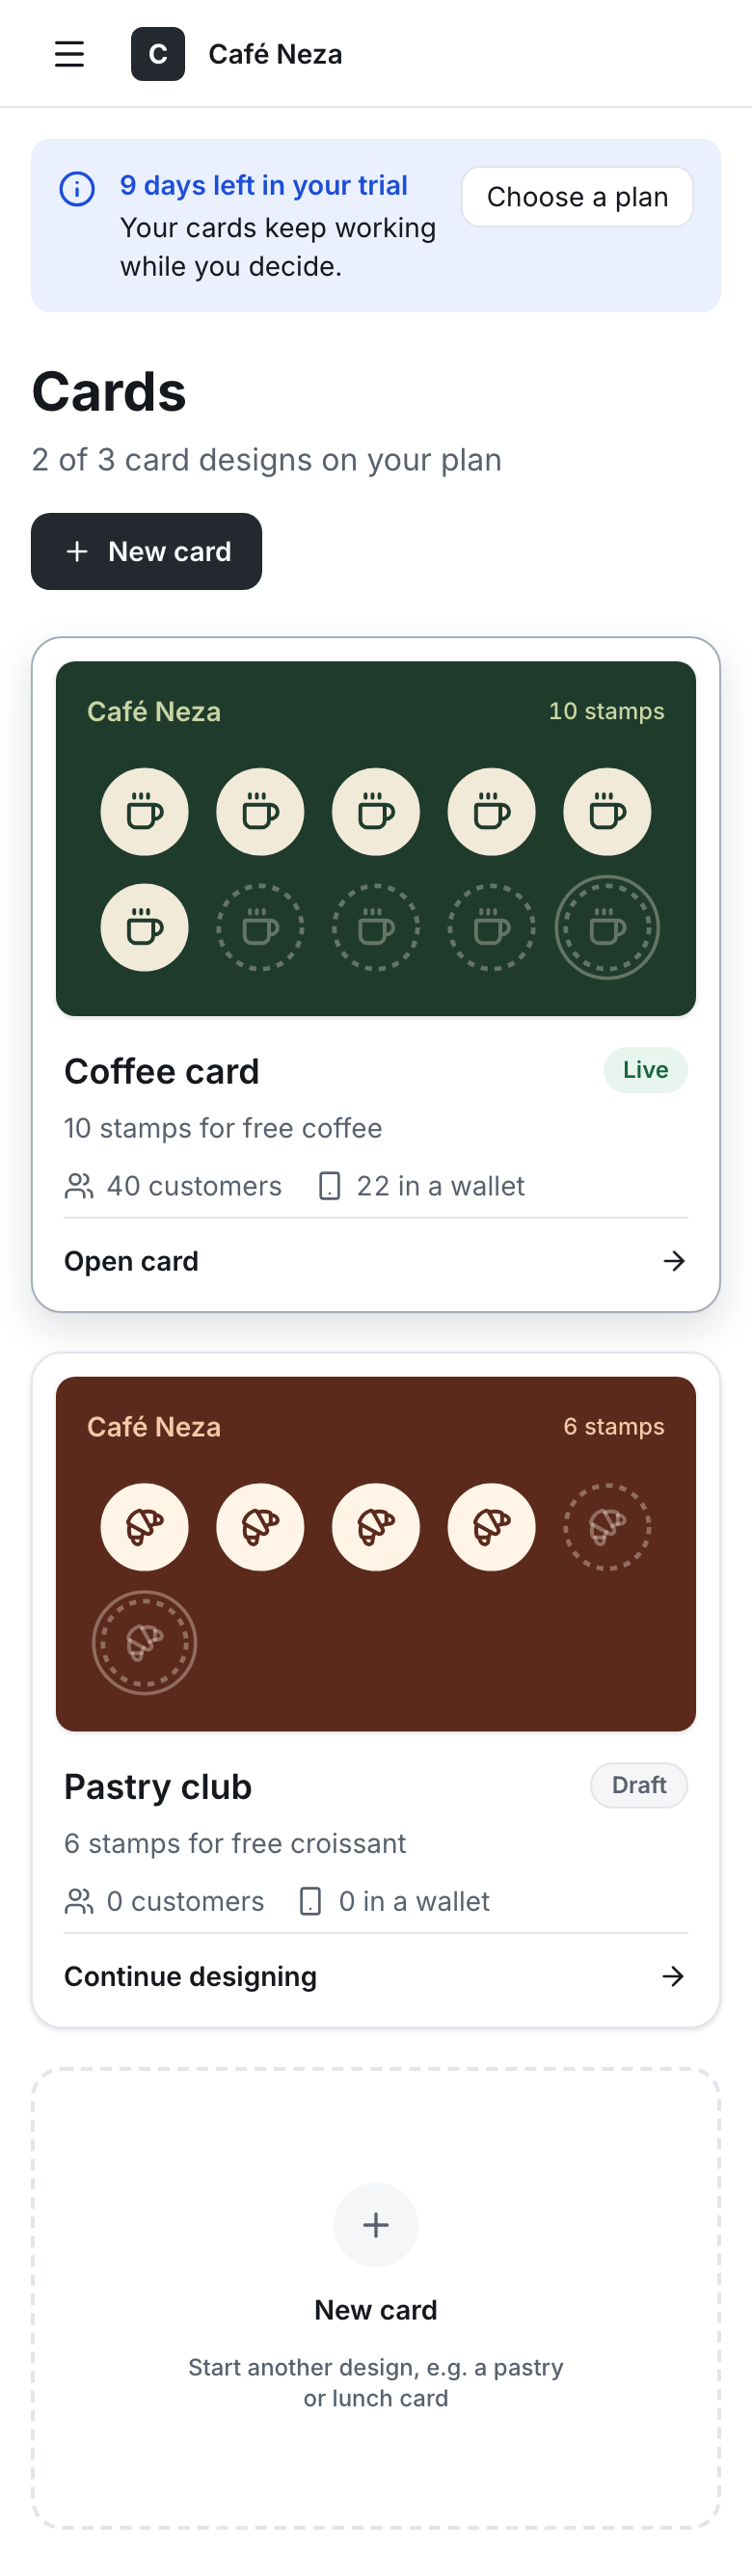 C Café Neza
9 days left in your trial
Choose a plan
Your cards keep working
while you decide.
Cards
2 of 3 card designs on your plan
New card
Café Neza 10 stamps
Coffee card Live
10 stamps for free coffee
40 customers 22 in a wallet
Open card
Café Neza 6 stamps
Pastry club Draft
6 stamps for free croissant
0 customers 0 in a wallet
Continue designing
New card
Start another design, e.g. a pastry
or lunch card